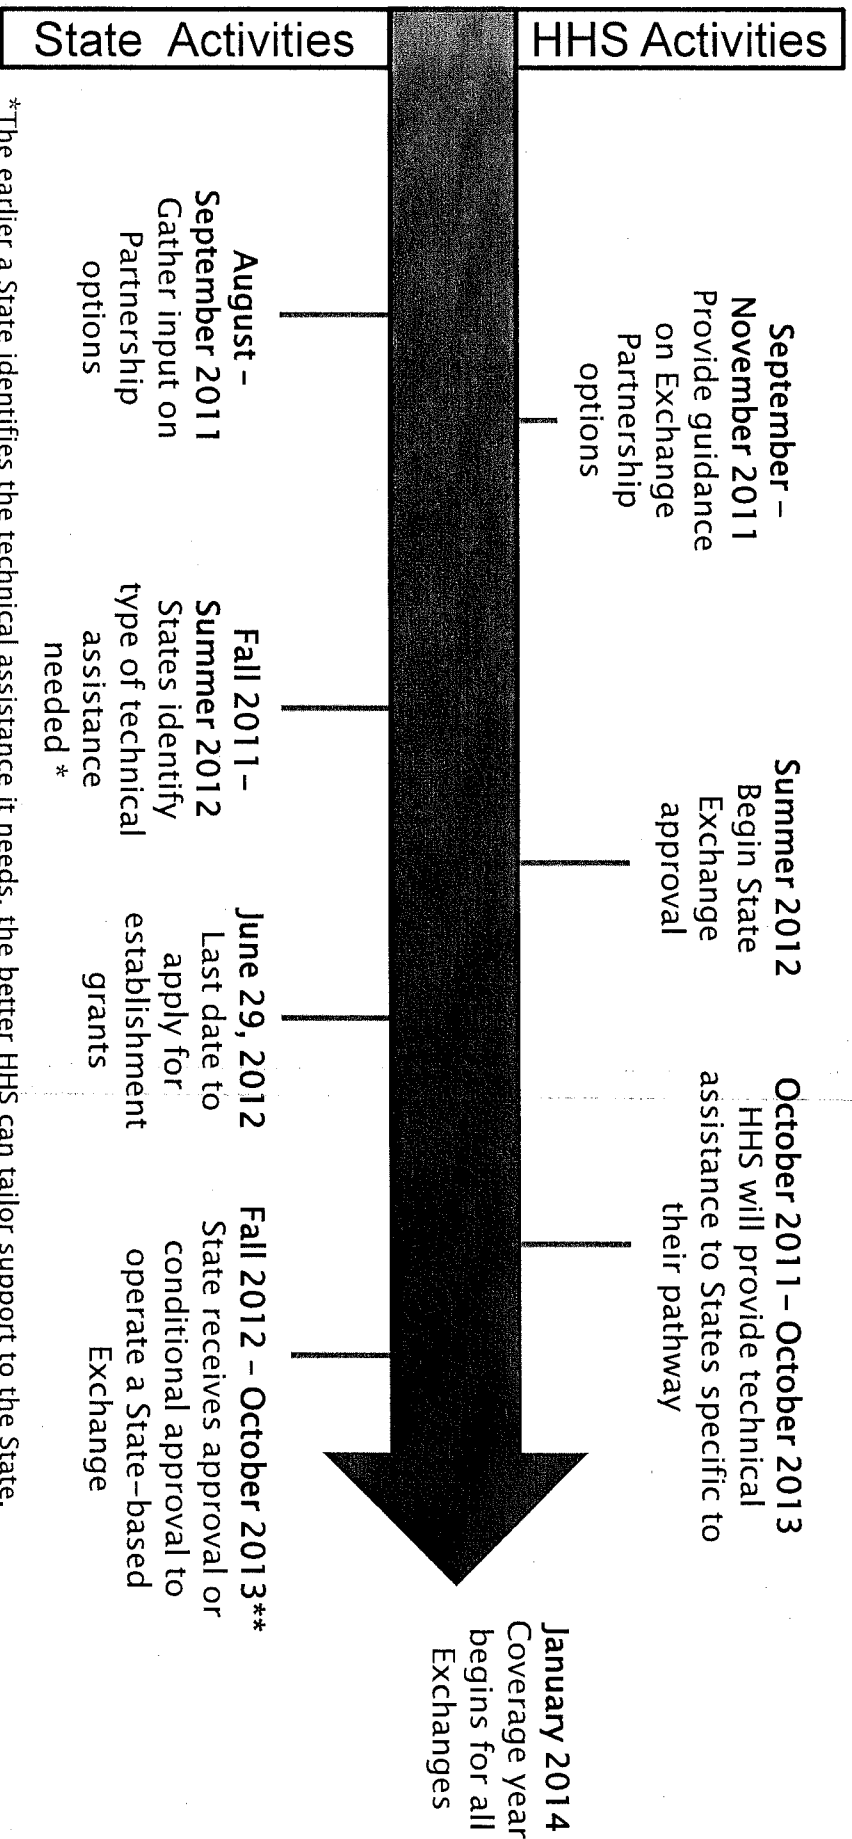 HHS Activities
September –
November 2011
Provide guidance
on Exchange
Partnership
options
Summer 2012
Begin State
Exchange
approval
October 2011– October 2013
HHS will provide technical
assistance to States specific to
their pathway
January 2014
Coverage year
begins for all
Exchanges
State Activities
August –
September 2011
Gather input on
Partnership
options
Fall 2011–
Summer 2012
States identify
type of technical
assistance
needed *
June 29, 2012
Last date to
apply for
establishment
grants
Fall 2012 – October 2013**
State receives approval or
conditional approval to
operate a State-based
Exchange
*The earlier a State identifies the technical assistance it needs, the better HHS can tailor support to the State.